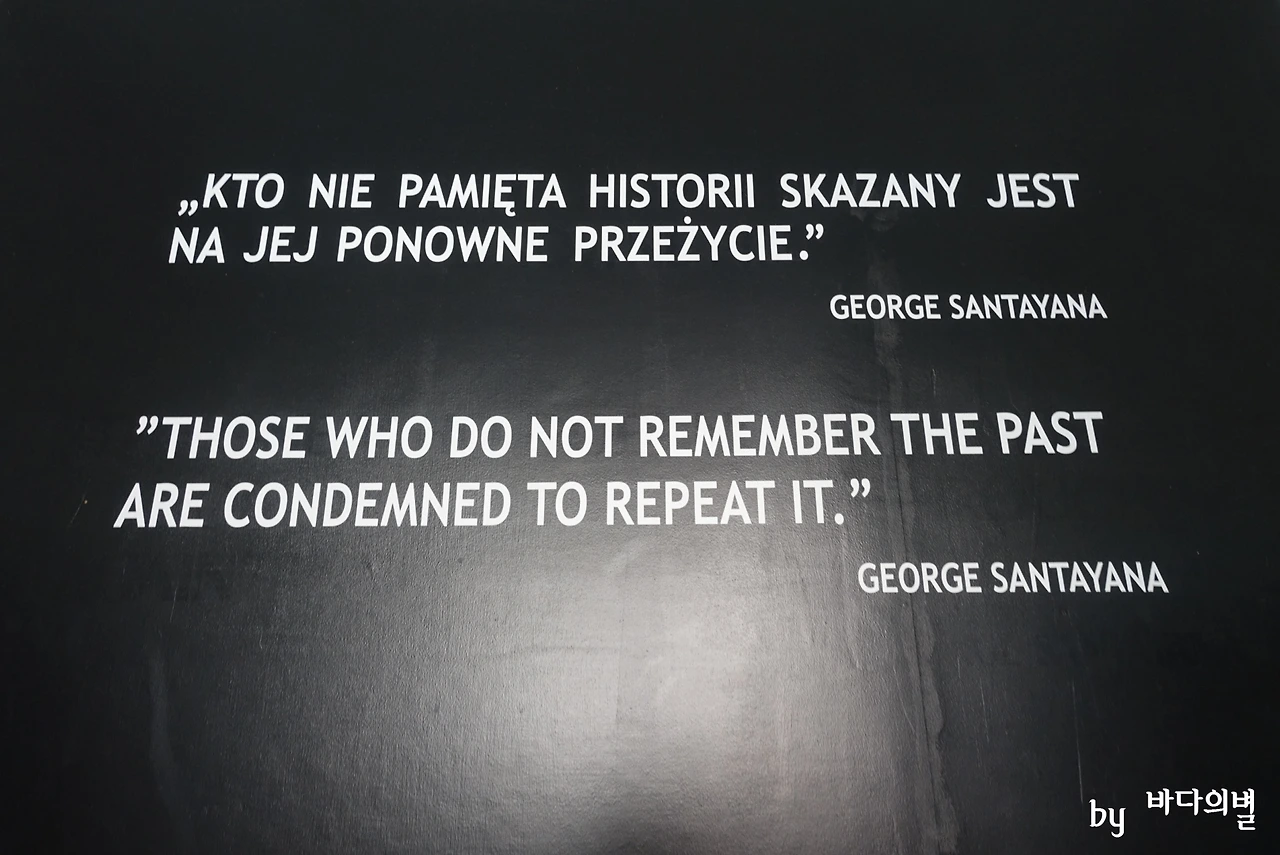 „KTO NIE PAMIĘTA HISTORII SKAZANY JEST
NA JEJ PONOWNE PRZEŻYCIE.”
GEORGE SANTAYANA
”THOSE WHO DO NOT REMEMBER THE PAST
ARE CONDEMNED TO REPEAT IT.”
GEORGE SANTAYANA
by 바다의별